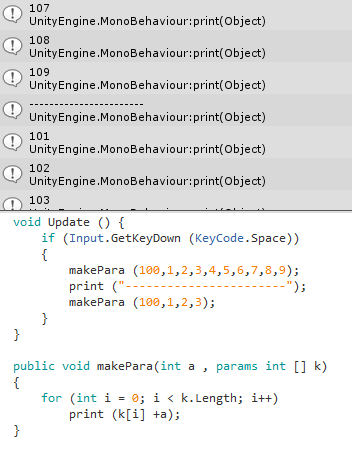 107
UnityEngine.MonoBehaviour:print(Object)
108
UnityEngine.MonoBehaviour:print(Object)
109
UnityEngine.MonoBehaviour:print(Object)
-----------------------
UnityEngine.MonoBehaviour:print(Object)
101
UnityEngine.MonoBehaviour:print(Object)
102
UnityEngine.MonoBehaviour:print(Object)
103
void Update () {
if (Input.GetKeyDown (KeyCode.Space))
{
makePara (100,1,2,3,4,5,6,7,8,9);
print ("-----------------------");
makePara (100,1,2,3);
}
}
public void makePara(int a , params int [] k)
{
for (int i = 0; i < k.Length; i++)
print (k[i] +a);
}